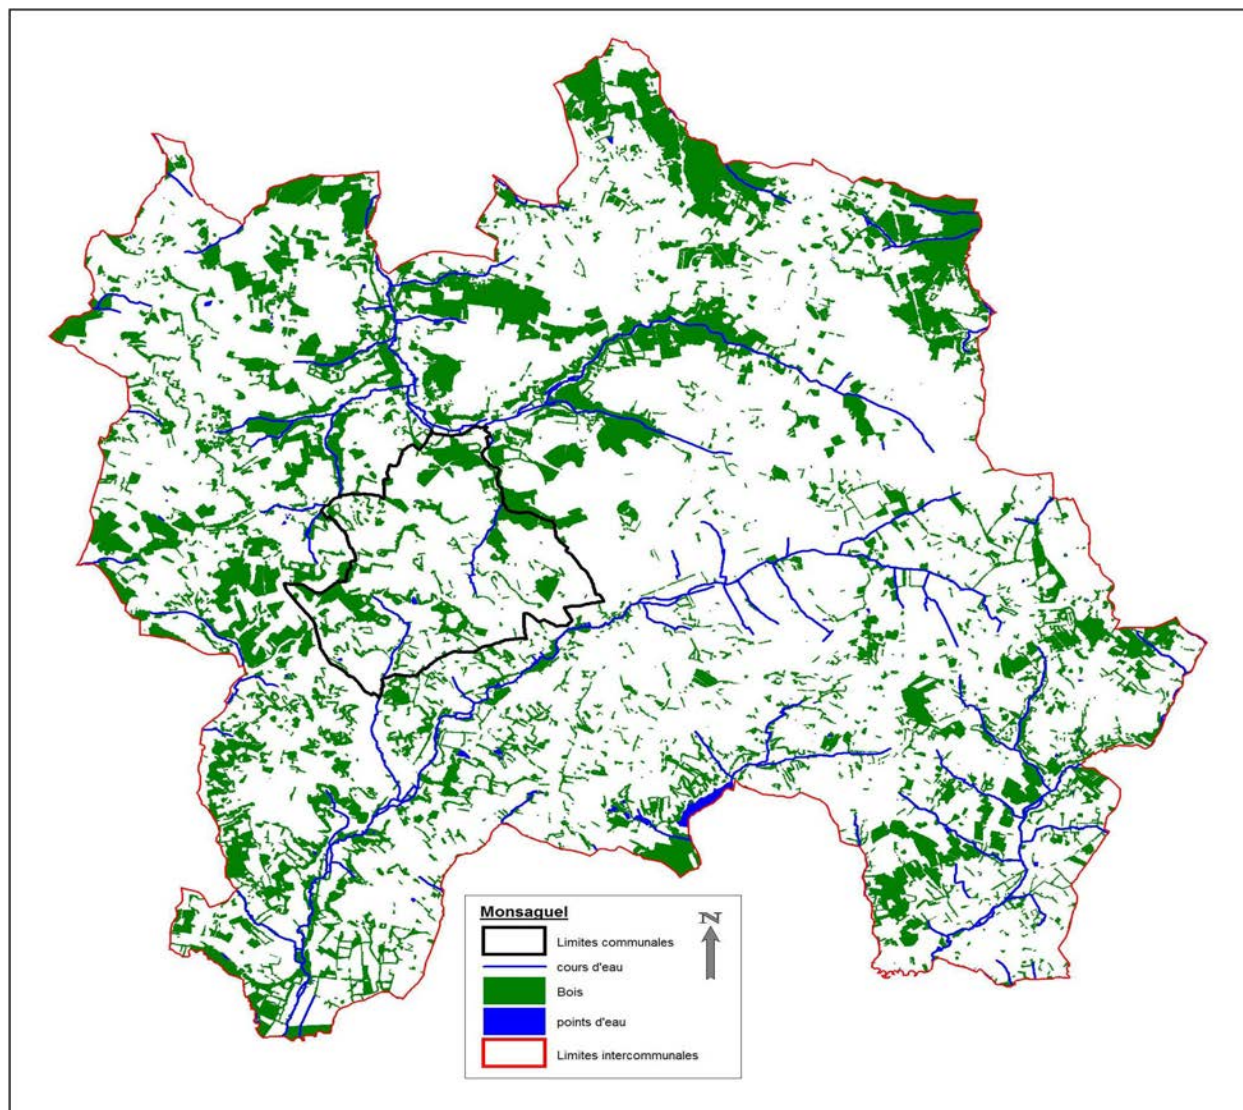 Monsaguel
N
Limites communales
cours d'eau
Bois
points d'eau
Limites intercommunales